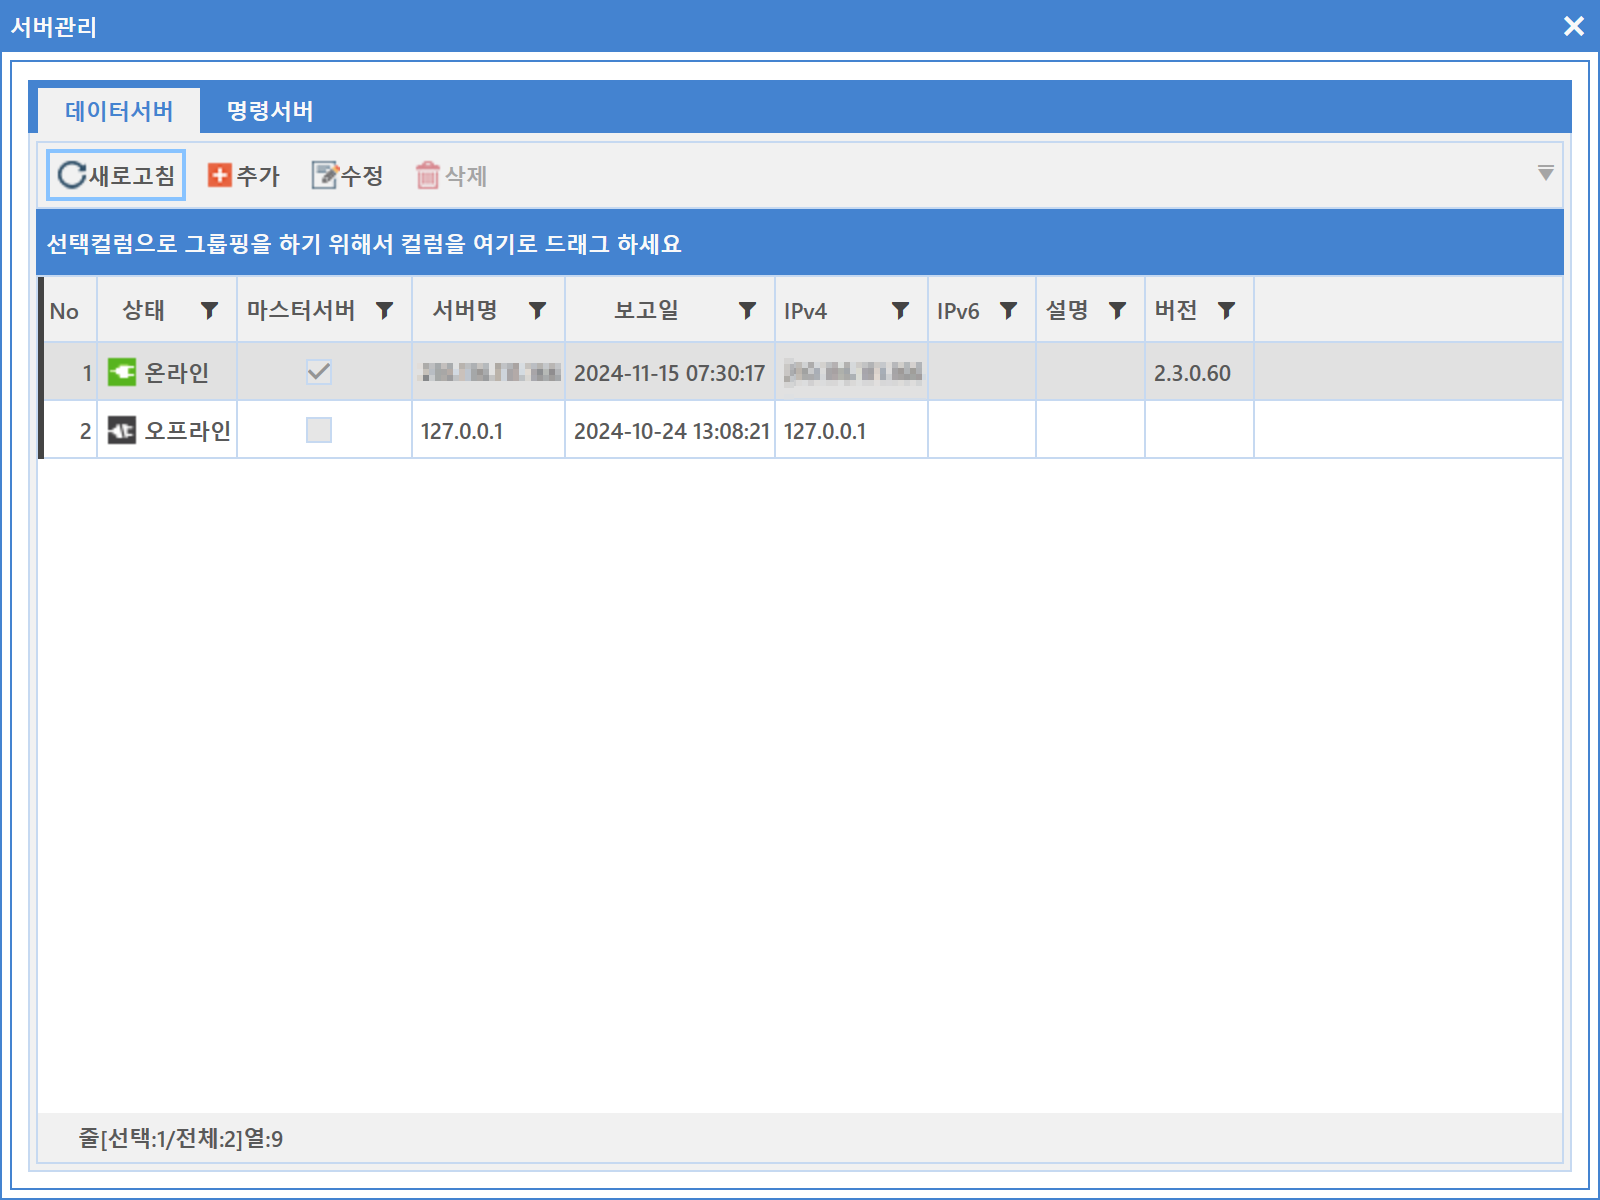 서버관리
데이터서버 명령서버
새로고침 추가 수정 삭제
선택컬럼으로 그룹핑을 하기 위해서 컬럼을 여기로 드래그 하세요
No 상태 마스터서버 서버명 보고일 IPv4 IPv6 설명 버전
1 온라인 2024-11-15 07:30:17 2.3.0.60
2 오프라인 127.0.0.1 2024-10-24 13:08:21 127.0.0.1
줄[선택:1/전체:2]열:9